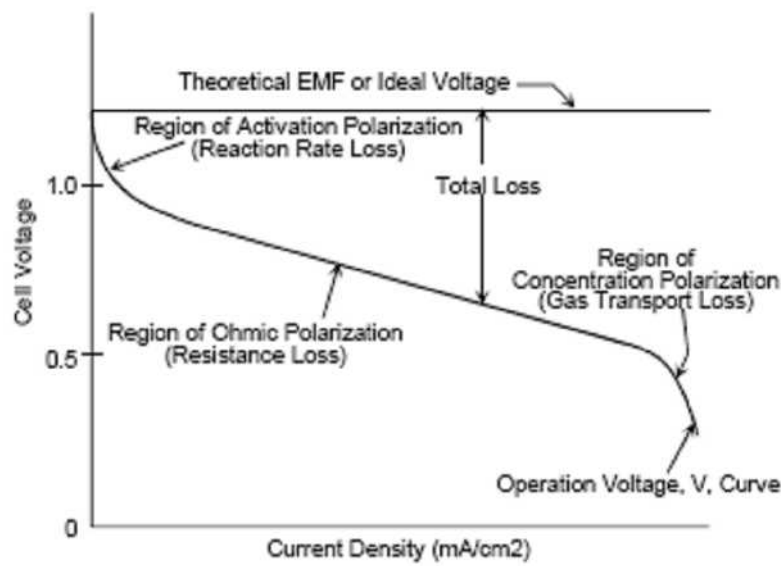 Theoretical EMF or Ideal Voltage
Region of Activation Polarization
(Reaction Rate Loss)
1.0
Total Loss
Cell Voltage
Region of
Concentration Polarization
(Gas Transport Loss)
Region of Ohmic Polarization
(Resistance Loss)
0.5
Operation Voltage, V, Curve
0
Current Density (mA/cm2)